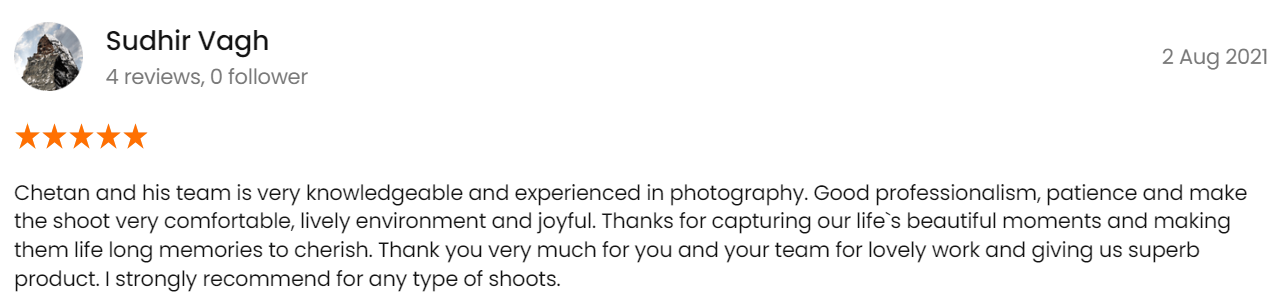 Sudhir Vagh
4 reviews, 0 follower
2 Aug 2021
Chetan and his team is very knowledgeable and experienced in photography. Good professionalism, patience and make
the shoot very comfortable, lively environment and joyful. Thanks for capturing our life`s beautiful moments and making
them life long memories to cherish. Thank you very much for you and your team for lovely work and giving us superb
product. I strongly recommend for any type of shoots.